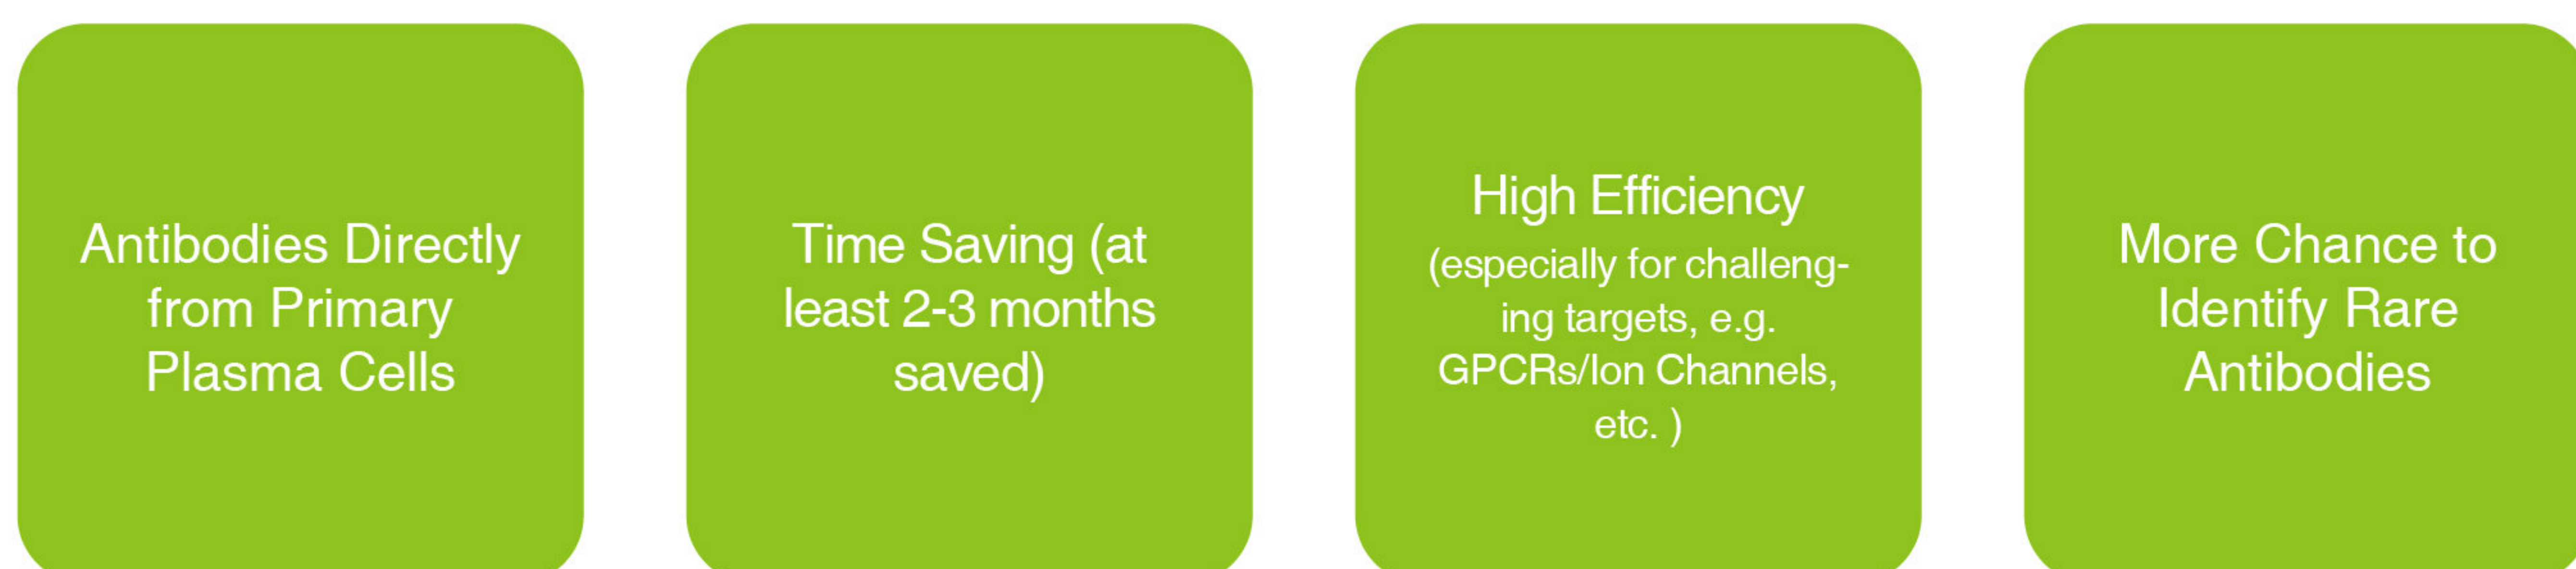 Antibodies Directly
from Primary
Plasma Cells
Time Saving (at
least 2-3 months
saved)
High Efficiency
(especially for challeng-
ing targets, e.g.
GPCRs/Ion Channels,
etc. )
More Chance to
Identify Rare
Antibodies